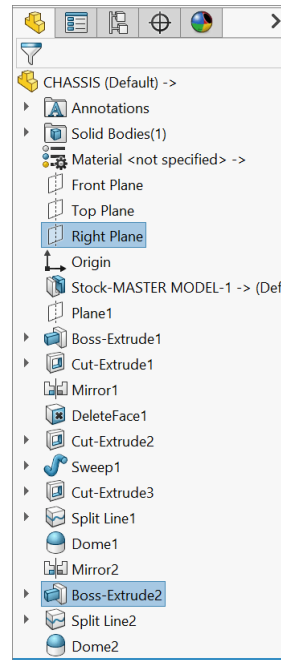 CHASSIS (Default) ->
Annotations
Solid Bodies(1)
Material <not specified> ->
Front Plane
Top Plane
Right Plane
Origin
Stock-MASTER MODEL-1 -> (Def
Plane1
Boss-Extrude1
Cut-Extrude1
Mirror1
DeleteFace1
Cut-Extrude2
Sweep1
Cut-Extrude3
Split Line1
Dome1
Mirror2
Boss-Extrude2
Split Line2
Dome2